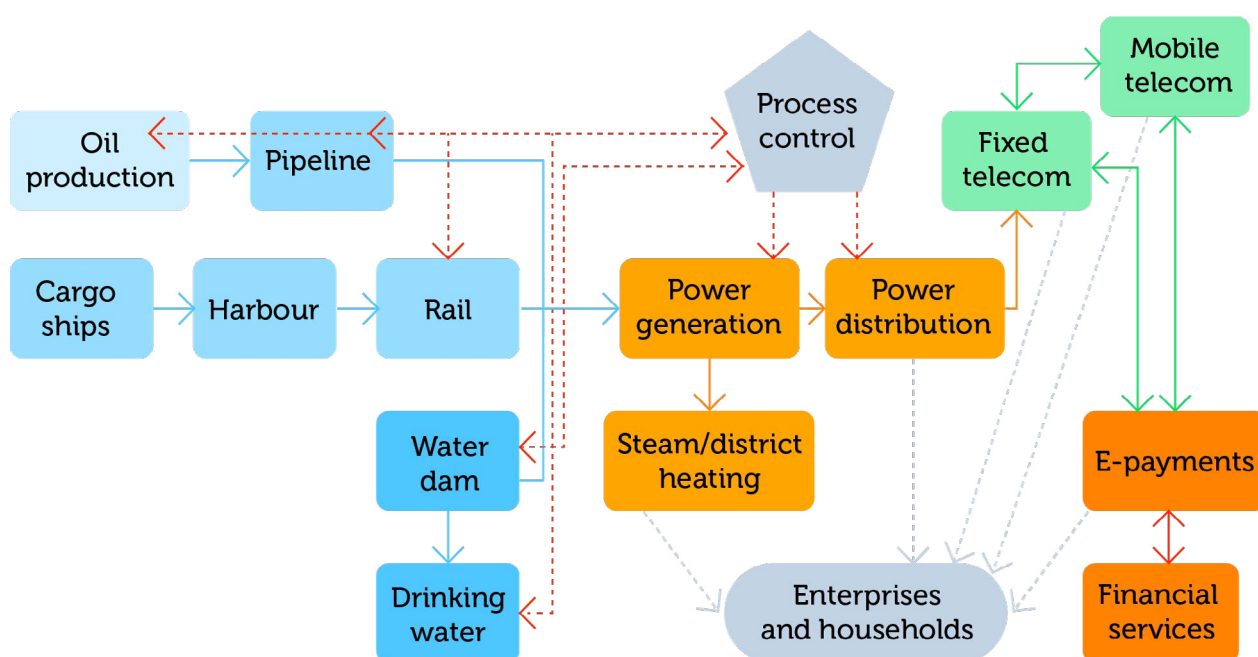 Oil
production
Pipeline
Process
control
Fixed
telecom
Mobile
telecom
Cargo
ships
Harbour
Rail
Power
generation
Power
distribution
Water
dam
Steam/district
heating
E-payments
Drinking
water
Enterprises
and households
Financial
services